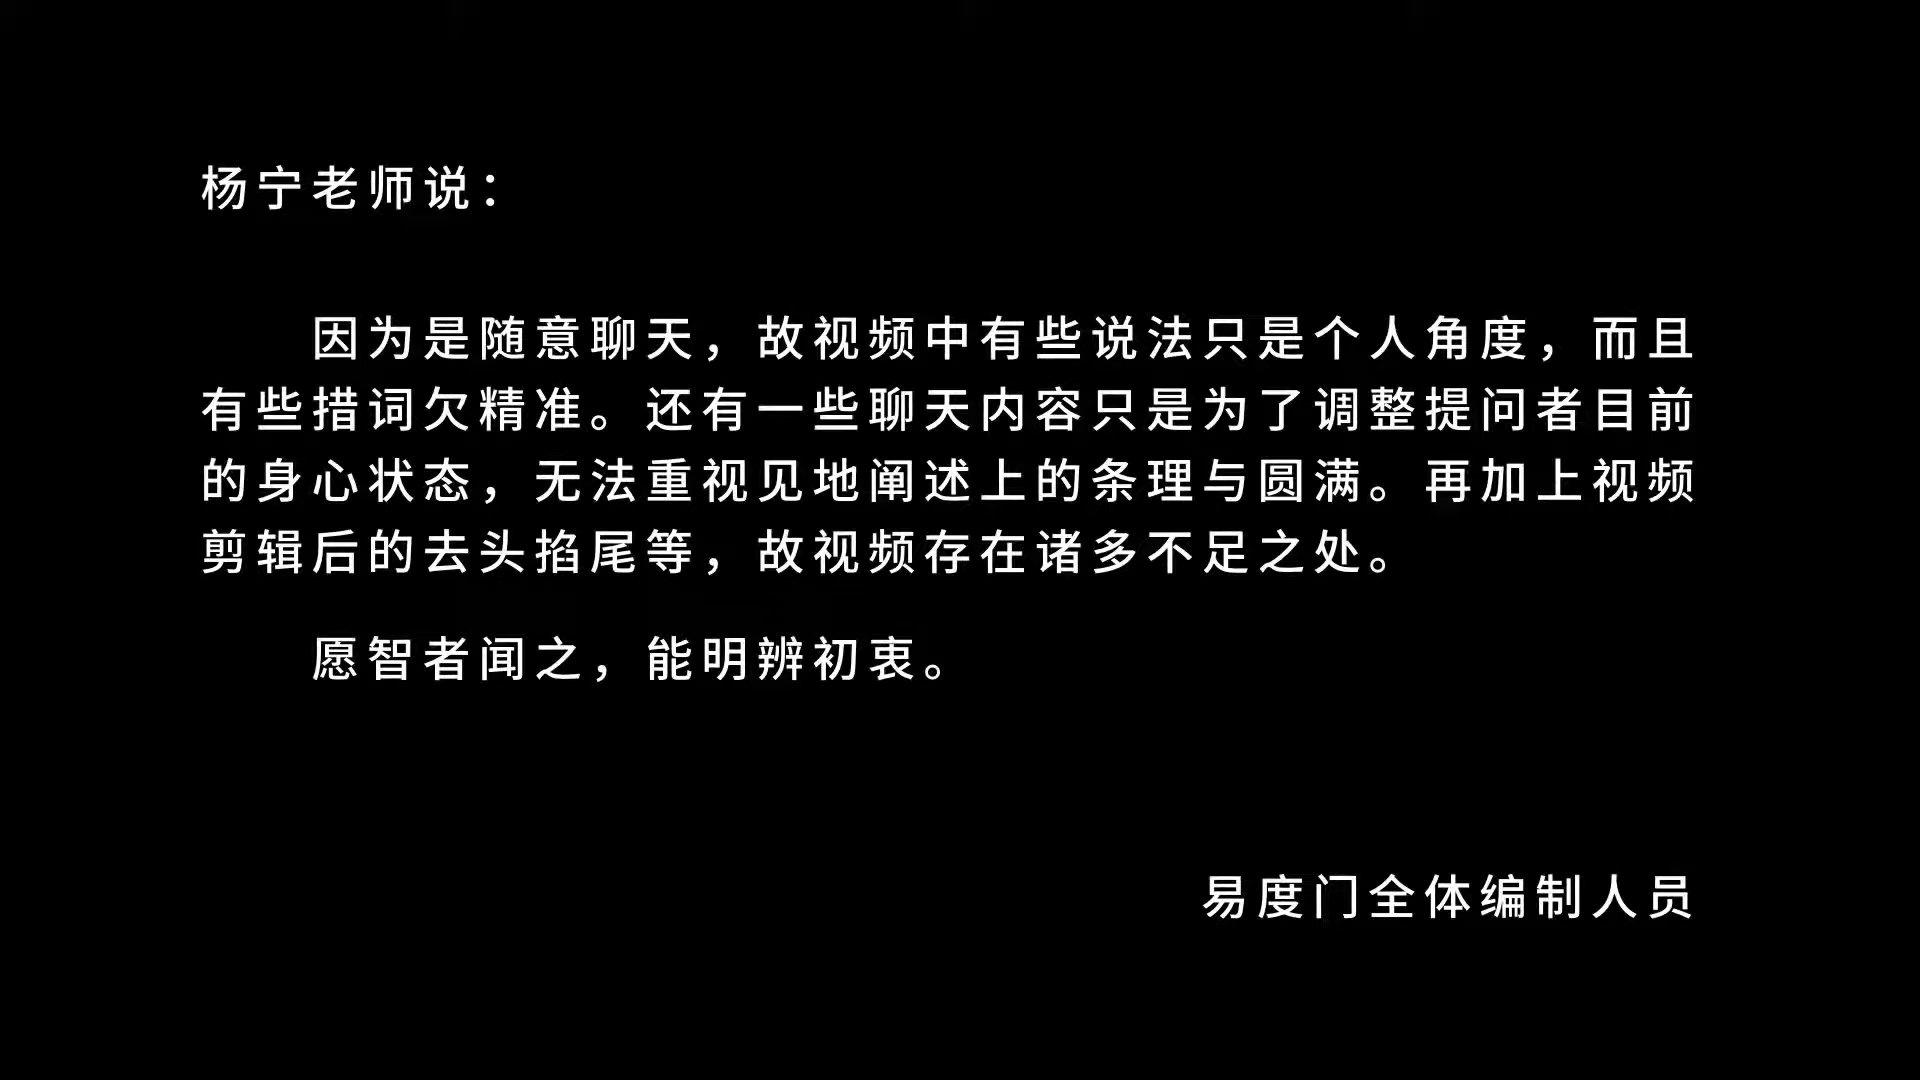 杨宁老师说：
因为是随意聊天，故视频中有些说法只是个人角度，而且
有些措词欠精准。还有一些聊天内容只是为了调整提问者目前
的身心状态，无法重视见地阐述上的条理与圆满。再加上视频
剪辑后的去头掐尾等，故视频存在诸多不足之处。
愿智者闻之，能明辨初衷。
易度门全体编制人员